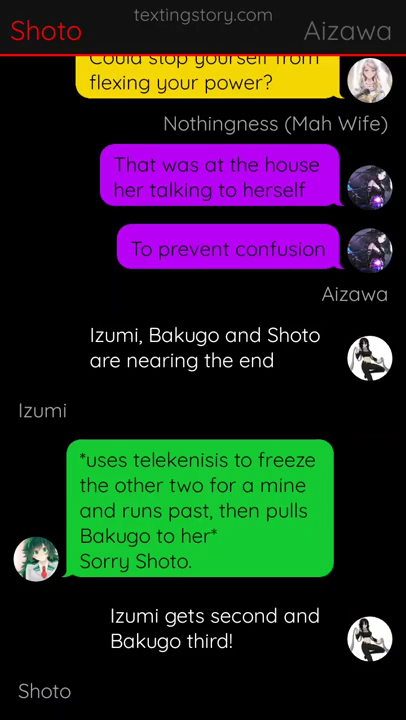 textingstory.com
Shoto
Aizawa
Could stop yourself from
flexing your power?
Nothingness (Mah Wife)
That was at the house
her talking to herself
To prevent confusion
Aizawa
Izumi, Bakugo and Shoto
are nearing the end
Izumi
*uses telekenisis to freeze
the other two for a mine
and runs past, then pulls
Bakugo to her*
Sorry Shoto.
Izumi gets second and
Bakugo third!
Shoto